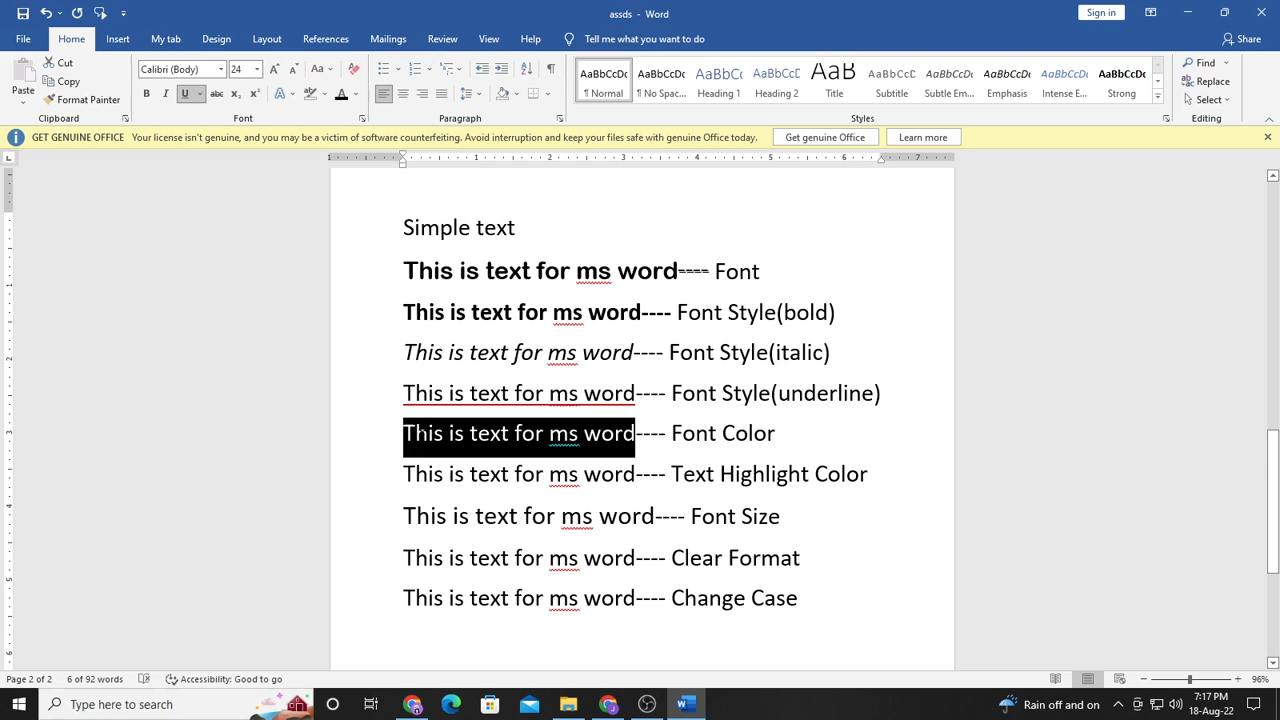 assds - Word
Sign in
File Home Insert My tab Design Layout References Mailings Review View Help Tell me what you want to do Share
Paste
Cut
Copy
Format Painter
Clipboard
Calibri (Body) 24
Font
Paragraph
AaBbCcDc AaBbCcDc AaBbCc AaBbCcD AaB AaBbCcD AaBbCcDc AaBbCcDc AaBbCcDc AaBbCcDc
¶ Normal ¶ No Spac... Heading 1 Heading 2 Title Subtitle Subtle Em... Emphasis Intense E... Strong
Styles
Find
Replace
Select
Editing
GET GENUINE OFFICE Your license isn't genuine, and you may be a victim of software counterfeiting. Avoid interruption and keep your files safe with genuine Office today. Get genuine Office Learn more
1 1 2 3 4 5 6 7
Simple text
This is text for ms word---- Font
This is text for ms word---- Font Style(bold)
This is text for ms word---- Font Style(italic)
This is text for ms word---- Font Style(underline)
This is text for ms word---- Font Color
This is text for ms word---- Text Highlight Color
This is text for ms word---- Font Size
This is text for ms word---- Clear Format
This is text for ms word---- Change Case
Page 2 of 2 6 of 92 words Accessibility: Good to go 96%
Type here to search
Rain off and on
7:17 PM
18-Aug-22